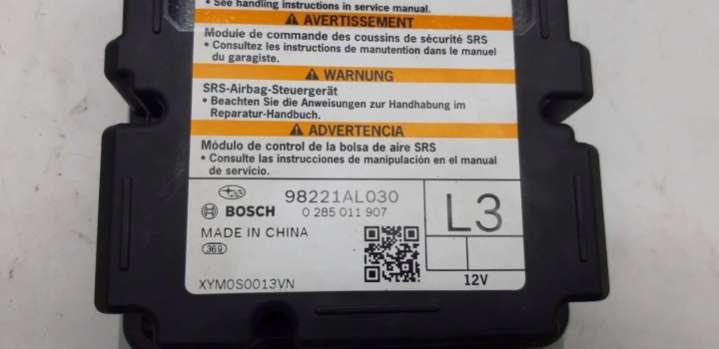 • See handling instructions in service manual.
AVERTISSEMENT
Module de commande des coussins de sécurité SRS
• Consultez les instructions de manutention dans le manuel
du garagiste.
WARNUNG
SRS-Airbag-Steuergerät
• Beachten Sie die Anweisungen zur Handhabung im
Reparatur-Handbuch.
ADVERTENCIA
Módulo de control de la bolsa de aire SRS
• Consulte las instrucciones de manipulación en el manual
de servicio.
98221AL030
BOSCH 0 285 011 907
L3
MADE IN CHINA
369
XYM0S0013VN
12V